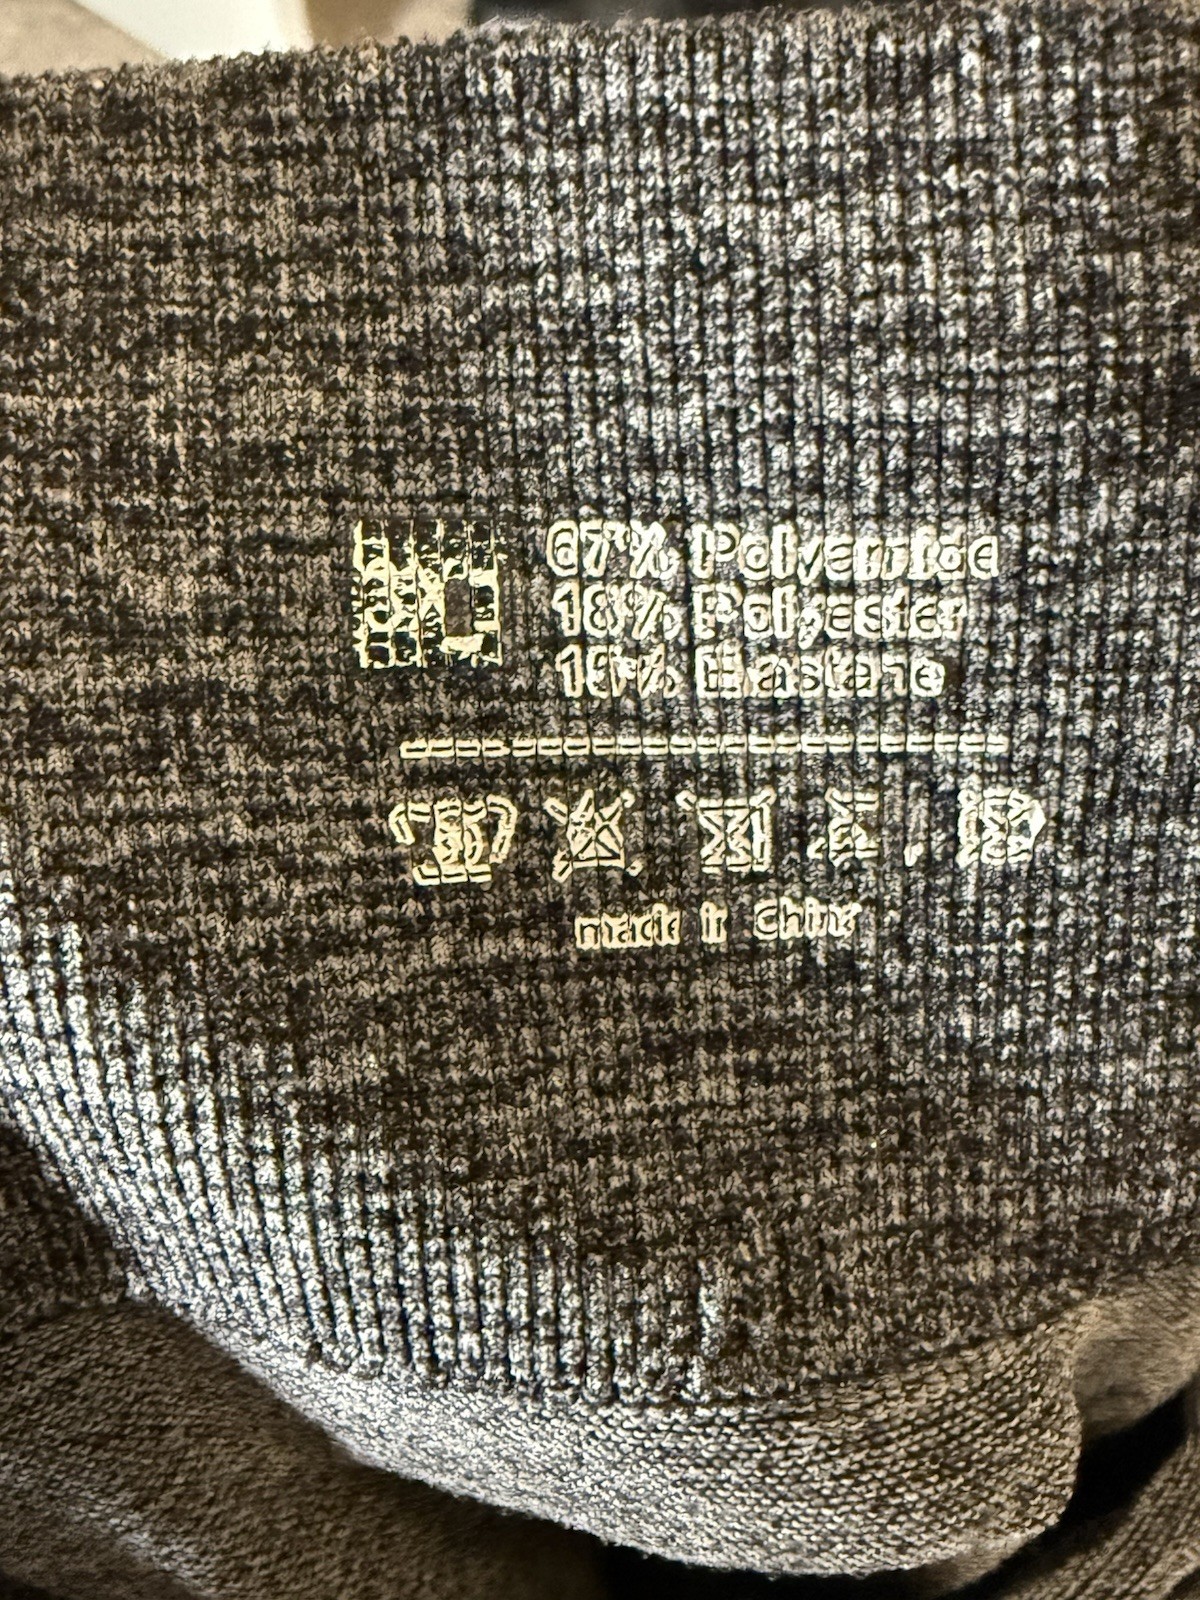 67% Polyamide
18% Polyester
15% Elastane
made in China